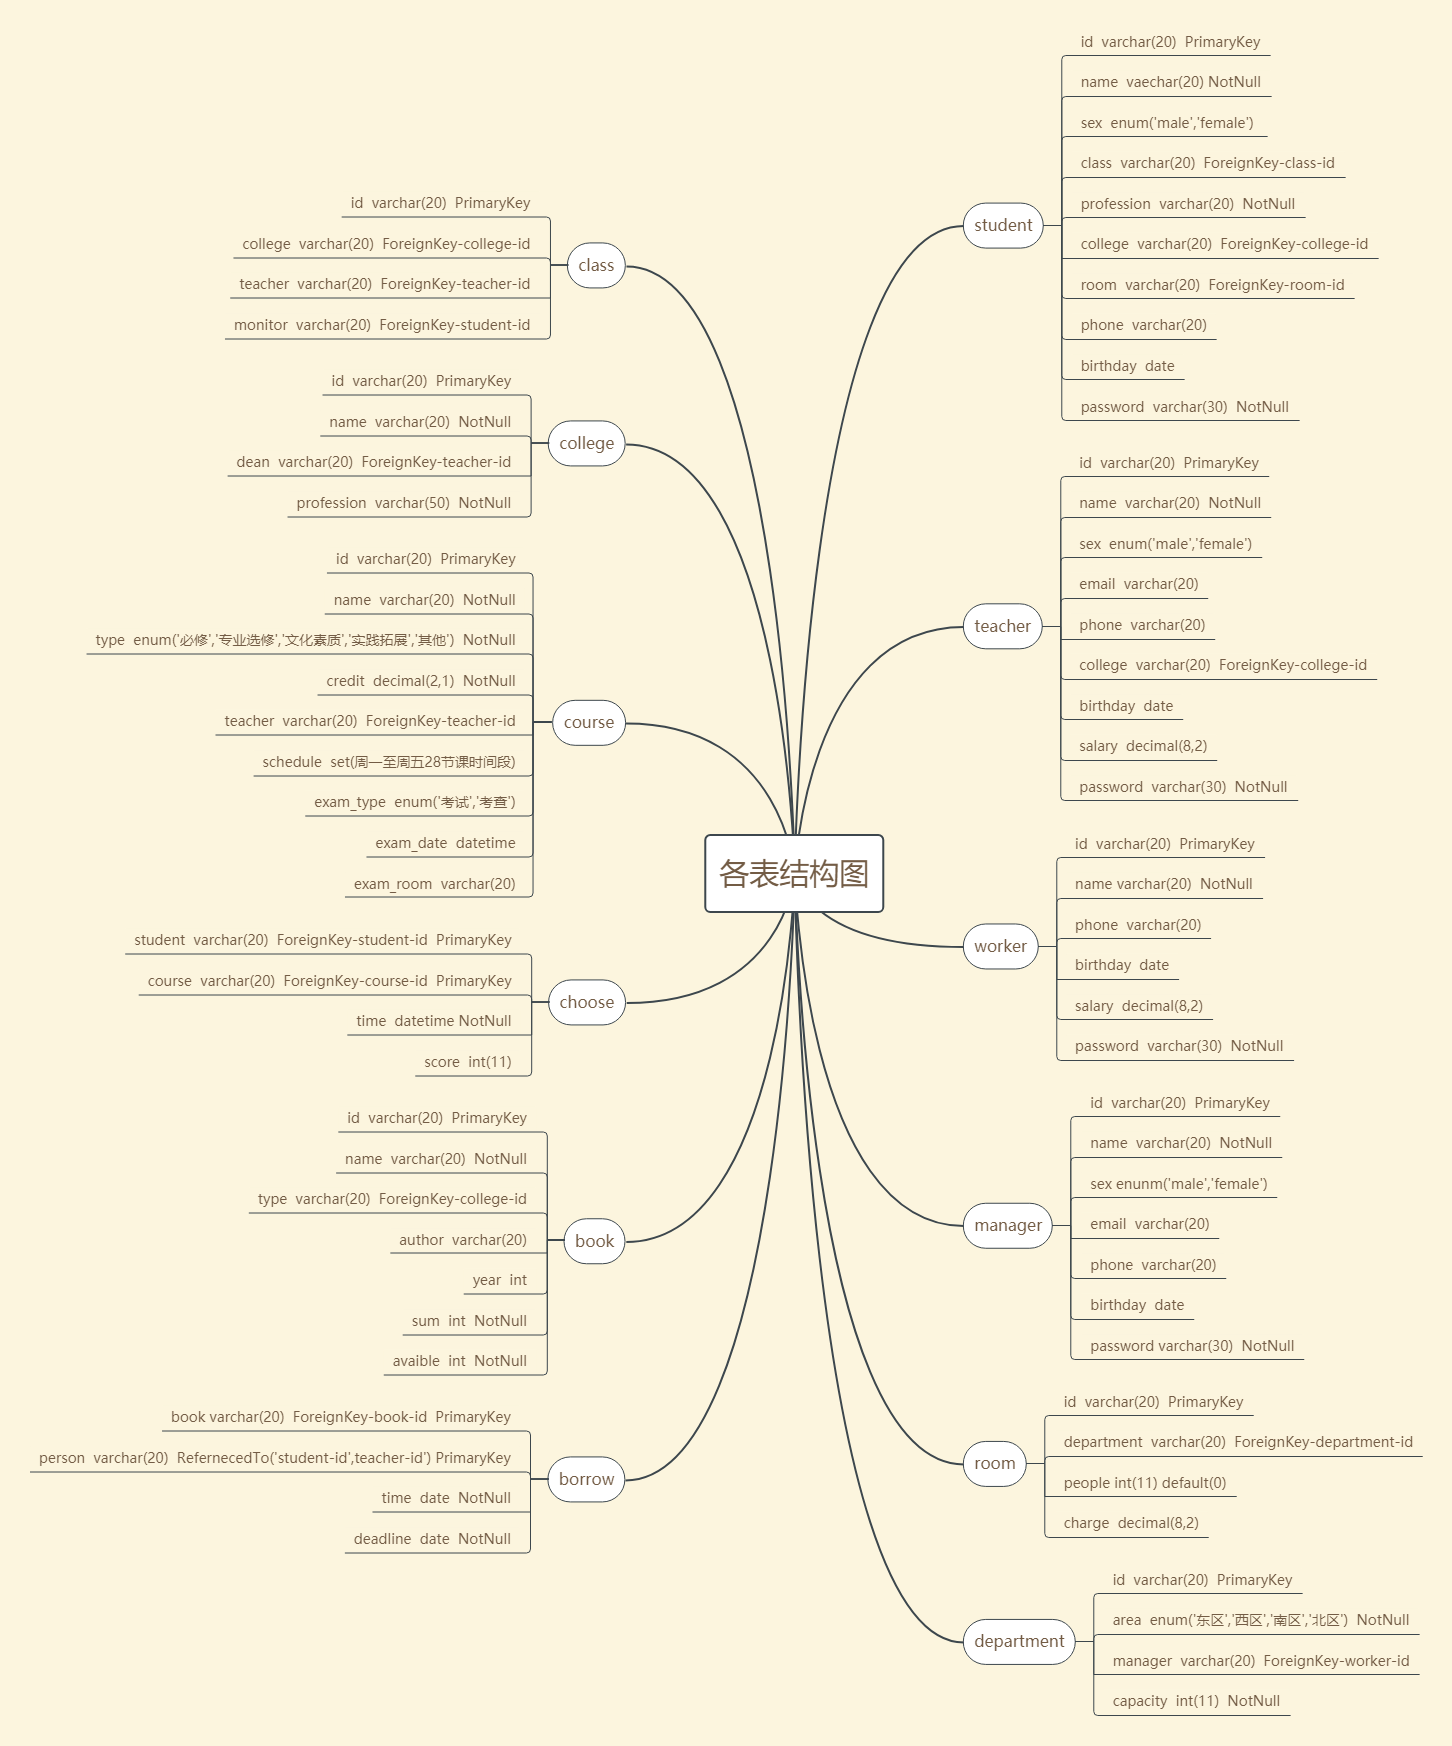 各表结构图
student
id varchar(20) PrimaryKey
name vaechar(20) NotNull
sex enum('male','female')
class varchar(20) ForeignKey-class-id
profession varchar(20) NotNull
college varchar(20) ForeignKey-college-id
room varchar(20) ForeignKey-room-id
phone varchar(20)
birthday date
password varchar(30) NotNull
teacher
id varchar(20) PrimaryKey
name varchar(20) NotNull
sex enum('male','female')
email varchar(20)
phone varchar(20)
college varchar(20) ForeignKey-college-id
birthday date
salary decimal(8,2)
password varchar(30) NotNull
worker
id varchar(20) PrimaryKey
name varchar(20) NotNull
phone varchar(20)
birthday date
salary decimal(8,2)
password varchar(30) NotNull
manager
id varchar(20) PrimaryKey
name varchar(20) NotNull
sex enunm('male','female')
email varchar(20)
phone varchar(20)
birthday date
password varchar(30) NotNull
room
id varchar(20) PrimaryKey
department varchar(20) ForeignKey-department-id
people int(11) default(0)
charge decimal(8,2)
department
id varchar(20) PrimaryKey
area enum('东区','西区','南区','北区') NotNull
manager varchar(20) ForeignKey-worker-id
capacity int(11) NotNull
class
id varchar(20) PrimaryKey
college varchar(20) ForeignKey-college-id
teacher varchar(20) ForeignKey-teacher-id
monitor varchar(20) ForeignKey-student-id
college
id varchar(20) PrimaryKey
name varchar(20) NotNull
dean varchar(20) ForeignKey-teacher-id
profession varchar(50) NotNull
course
id varchar(20) PrimaryKey
name varchar(20) NotNull
type enum('必修','专业选修','文化素质','实践拓展','其他') NotNull
credit decimal(2,1) NotNull
teacher varchar(20) ForeignKey-teacher-id
schedule set(周一至周五28节课时间段)
exam_type enum('考试','考查')
exam_date datetime
exam_room varchar(20)
choose
student varchar(20) ForeignKey-student-id PrimaryKey
course varchar(20) ForeignKey-course-id PrimaryKey
time datetime NotNull
score int(11)
book
id varchar(20) PrimaryKey
name varchar(20) NotNull
type varchar(20) ForeignKey-college-id
author varchar(20)
year int
sum int NotNull
avaible int NotNull
borrow
book varchar(20) ForeignKey-book-id PrimaryKey
person varchar(20) RefernecedTo('student-id',teacher-id') PrimaryKey
time date NotNull
deadline date NotNull